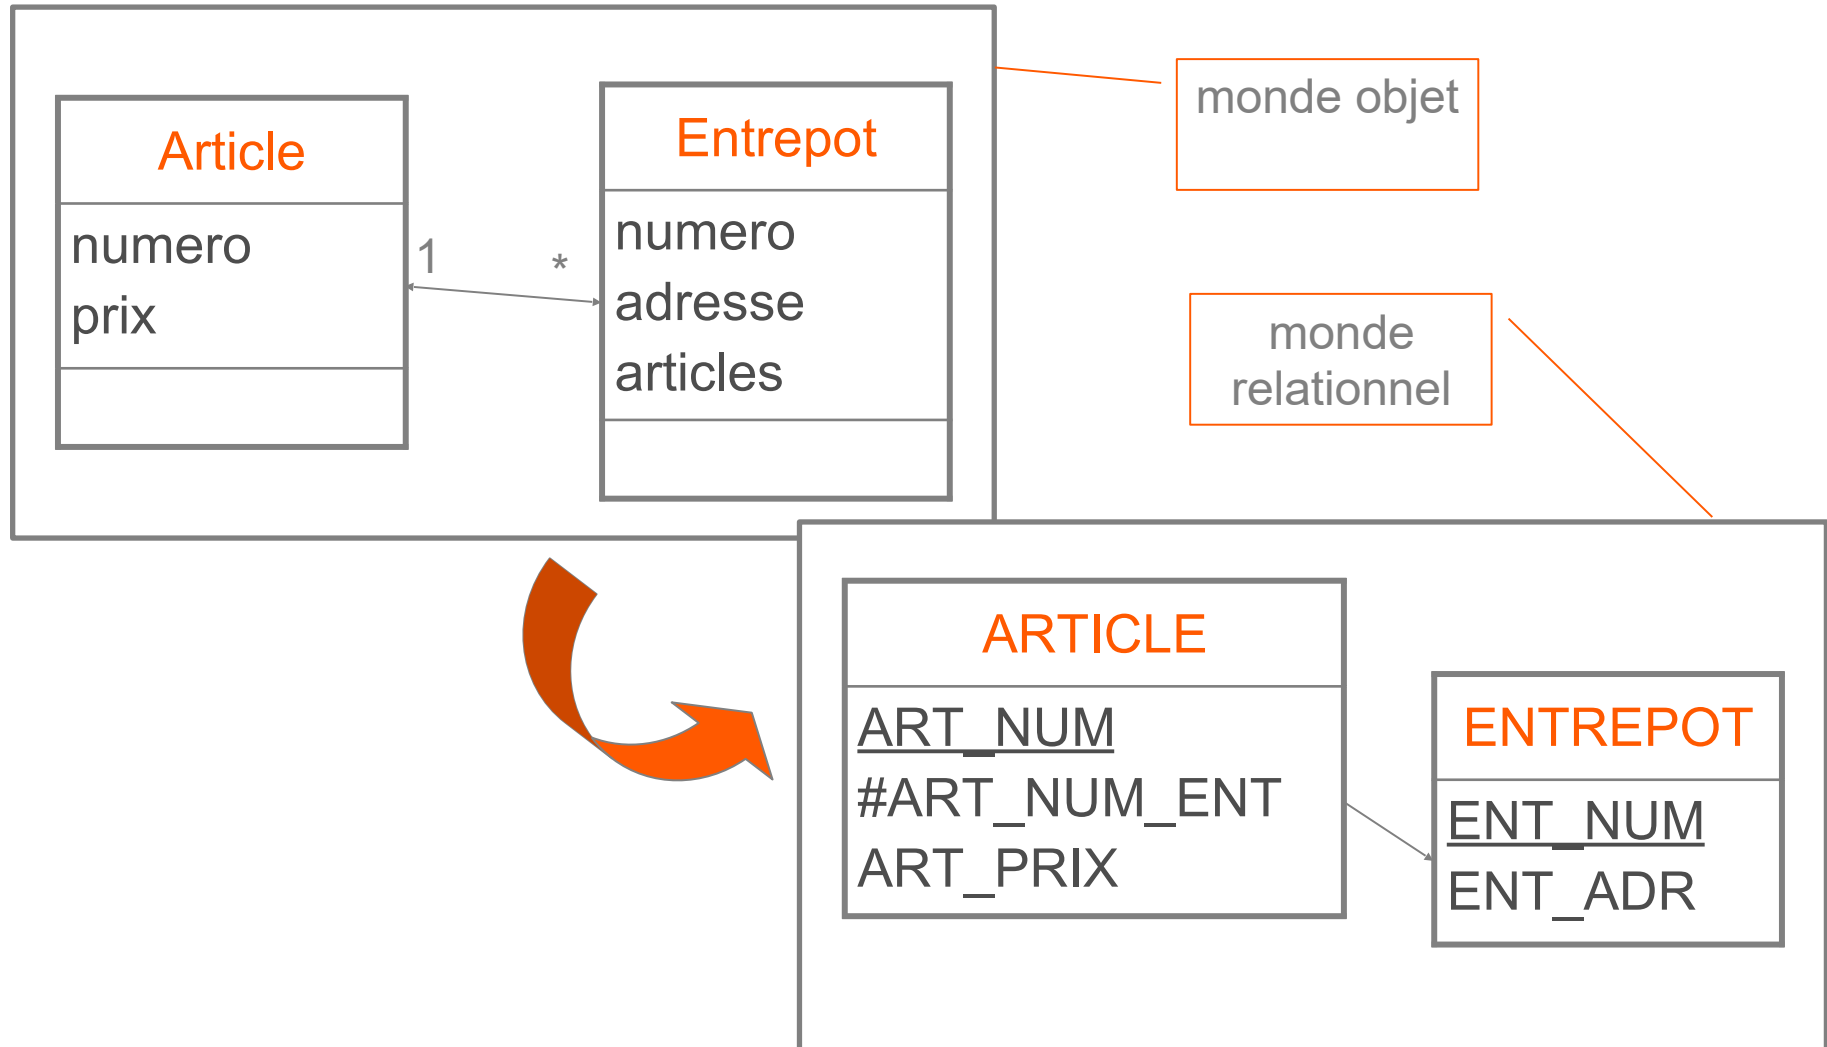 Article
numero
prix
1
*
Entrepot
numero
adresse
articles
monde objet
monde
relationnel
ARTICLE
ART_NUM
#ART_NUM_ENT
ART_PRIX
ENTREPOT
ENT_NUM
ENT_ADR